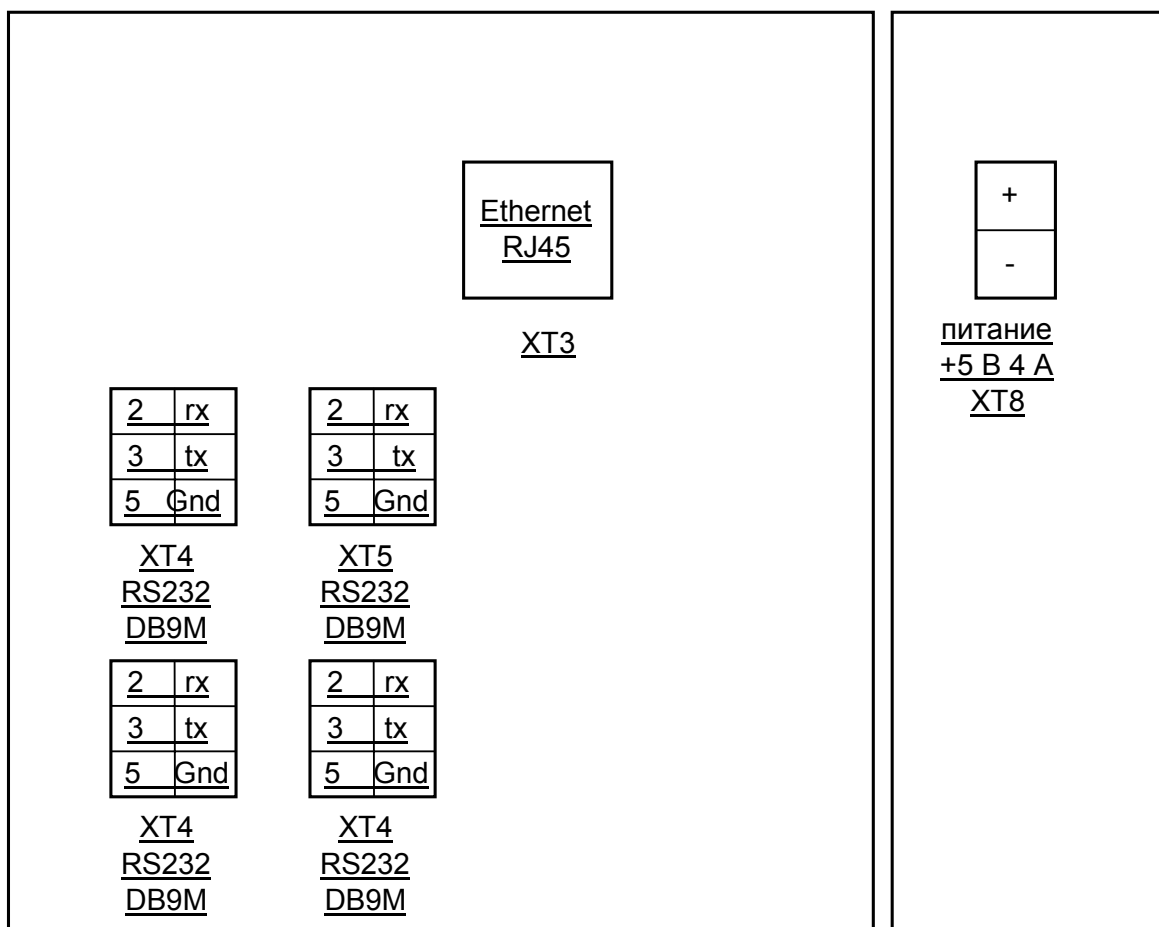 Ethernet
RJ45
XT3
+
-
питание
+5 В 4 А
XT8
2 rx
3 tx
5 Gnd
XT4
RS232
DB9M
2 rx
3 tx
5 Gnd
XT5
RS232
DB9M
2 rx
3 tx
5 Gnd
XT4
RS232
DB9M
2 rx
3 tx
5 Gnd
XT4
RS232
DB9M